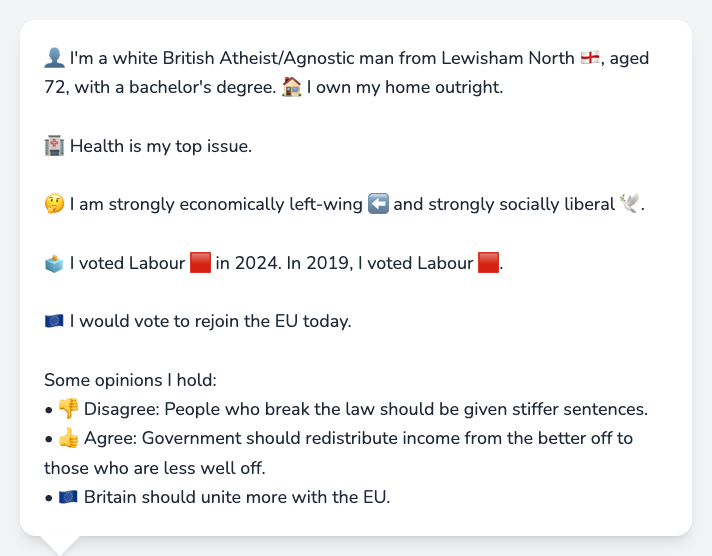 👤 I'm a white British Atheist/Agnostic man from Lewisham North 🏴󠁧󠁢󠁥󠁮󠁧󠁿, aged
72, with a bachelor's degree. 🏠 I own my home outright.
🏥 Health is my top issue.
🤔 I am strongly economically left-wing ⬅️ and strongly socially liberal 🕊️.
🗳️ I voted Labour 🟥 in 2024. In 2019, I voted Labour 🟥.
🇪🇺 I would vote to rejoin the EU today.
Some opinions I hold:
• 👎 Disagree: People who break the law should be given stiffer sentences.
• 👍 Agree: Government should redistribute income from the better off to
those who are less well off.
• 🇪🇺 Britain should unite more with the EU.